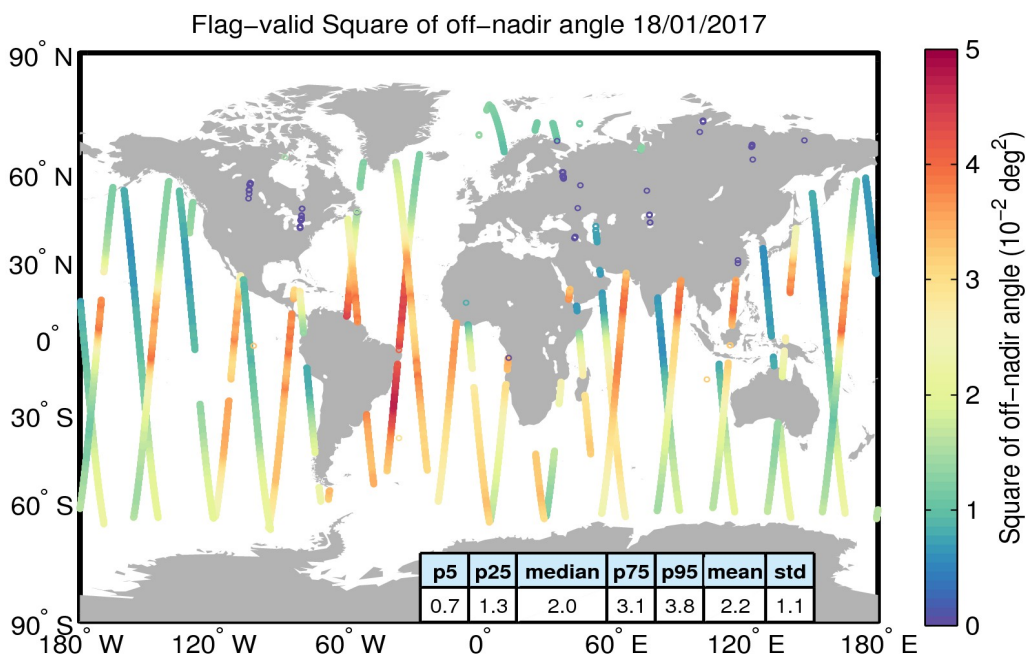 Flag−valid Square of off−nadir angle 18/01/2017
90° N
60° N
30° N
0°
30° S
60° S
90° S
180° W 120° W 60° W 0° 60° E 120° E 180° E
p5 p25 median p75 p95 mean std
0.7 1.3 2.0 3.1 3.8 2.2 1.1
5
4
3
2
1
0
Square of off−nadir angle (10⁻² deg²)